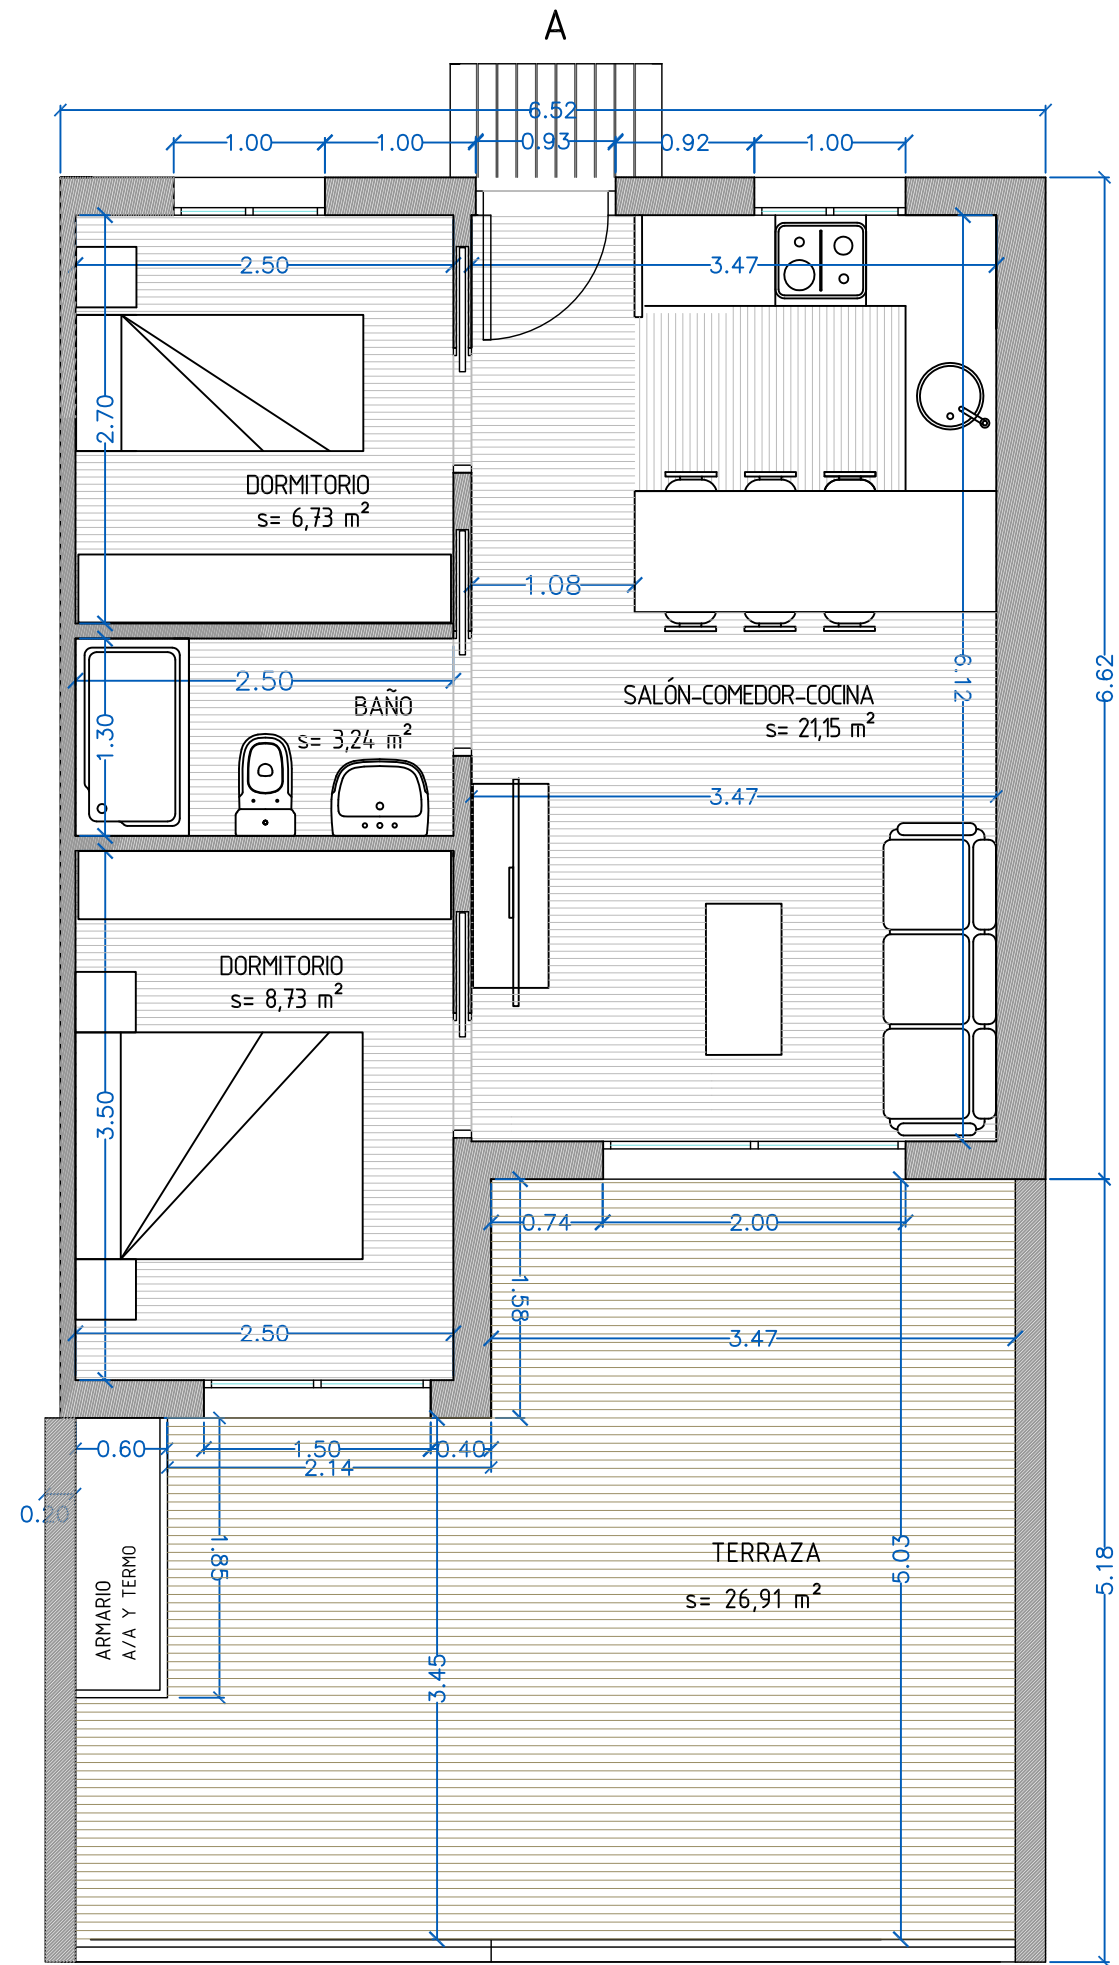 A
6.52
1.00
1.00
0.93
0.92
1.00
2.50
3.47
2.70
DORMITORIO
s= 6,73 m²
1.08
6.12
6.62
2.50
BAÑO
s= 3,24 m²
1.30
SALÓN-COMEDOR-COCINA
s= 21,15 m²
3.47
DORMITORIO
s= 8,73 m²
3.50
0.74
2.00
1.58
2.50
3.47
0.60
1.50
0.40
2.14
0.20
1.85
ARMARIO
A/A Y TERMO
TERRAZA
s= 26,91 m²
5.03
5.18
3.45